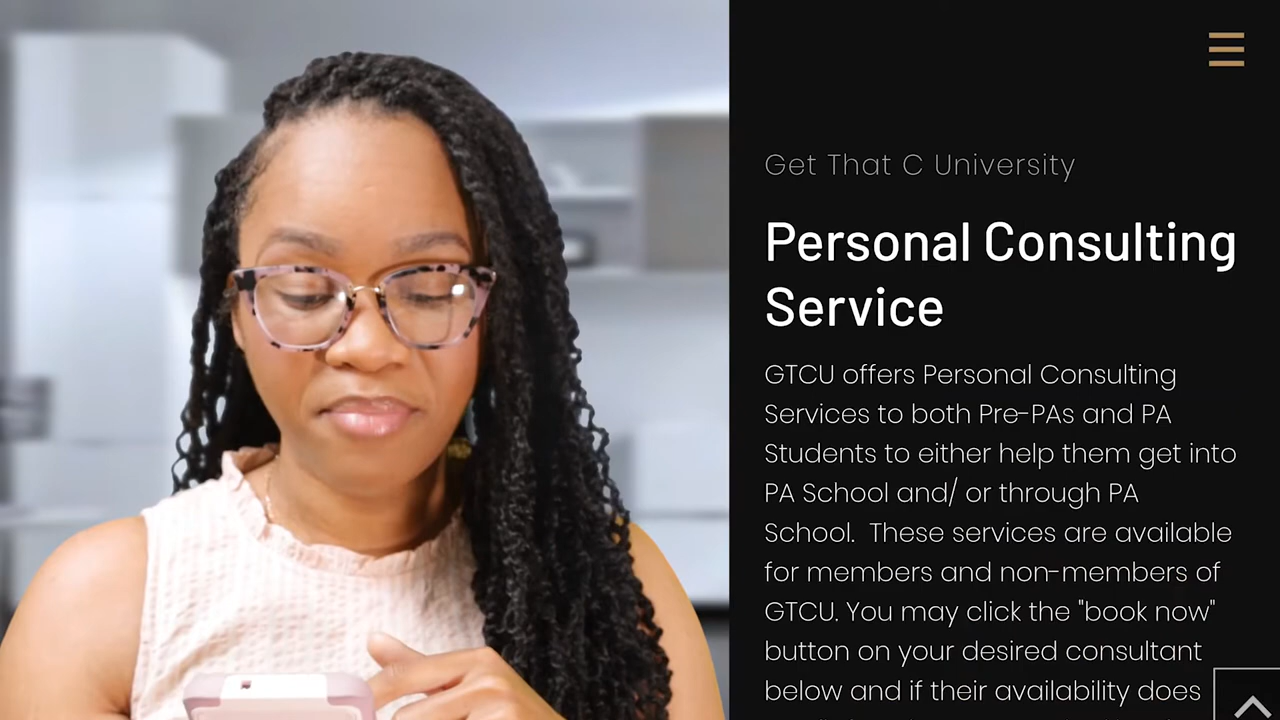 Get That C University
Personal Consulting
Service
GTCU offers Personal Consulting
Services to both Pre-PAs and PA
Students to either help them get into
PA School and/ or through PA
School.  These services are available
for members and non-members of
GTCU. You may click the "book now"
button on your desired consultant
below and if their availability does